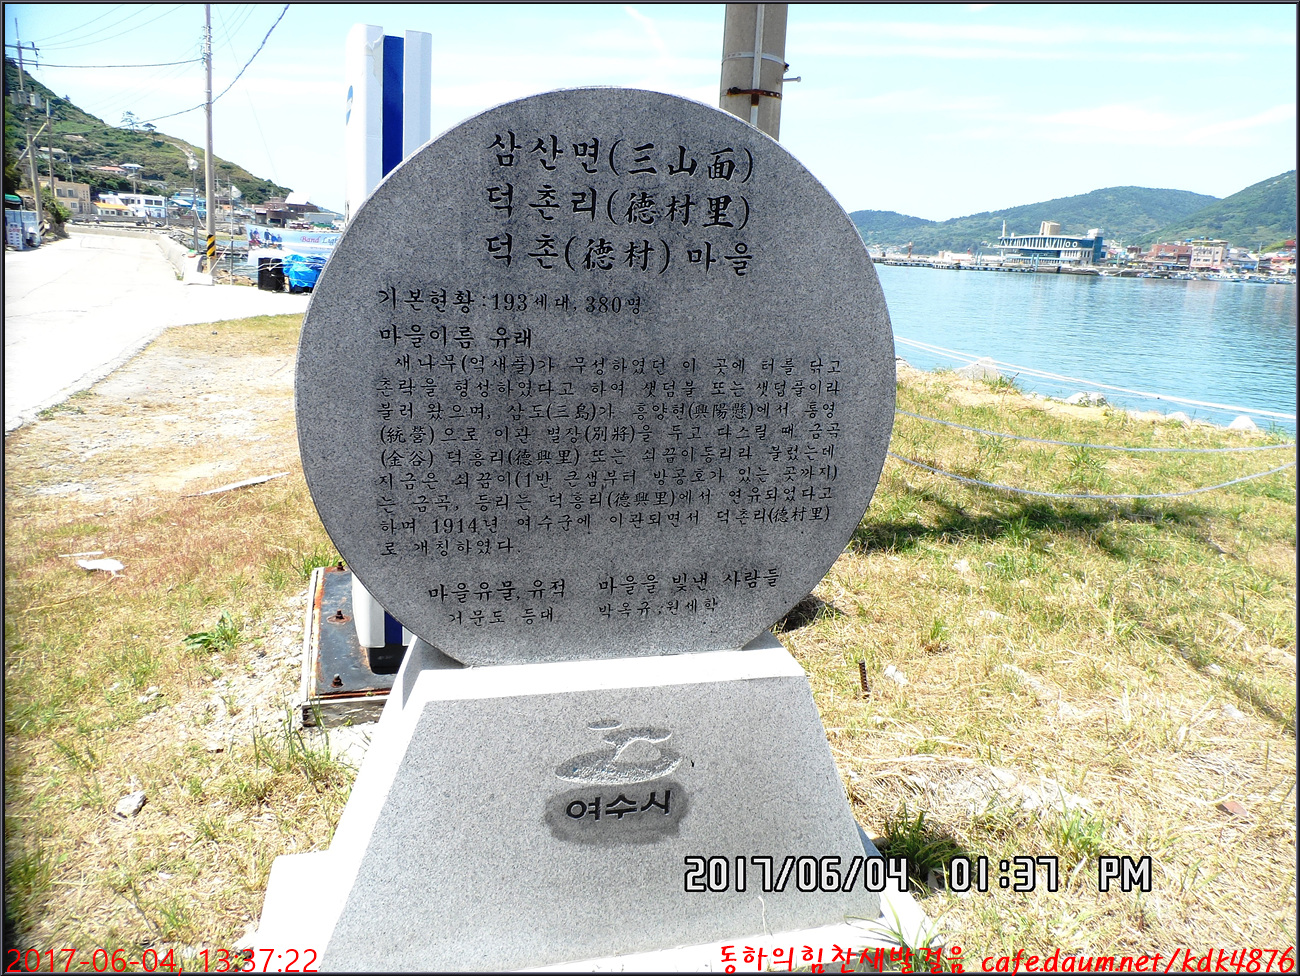 삼산면(三山面)
덕촌리(德村里)
덕촌(德村) 마을
기본현황:193세대, 380명
마을이름 유래
새나무(억새풀)가 무성하였던 이 곳에 터를 닦고
촌락을 형성하였다고 하여 샛덤불 또는 샛덥풀이라
불러 왔으며, 삼도(三島)가 흥양현(興陽懸)에서 통영
(統營)으로 이관 별장(別將)을 두고 다스릴 때 금곡
(金谷) 덕흥리(德興里) 또는 쇠끔이동리라 불렀는데
지금은 쇠끔이(1반 큰샘부터 방공호가 있는 곳까지)
는 금곡, 등리는 덕흥리(德興里)에서 연유되었다고
하며 1914년 여수군에 이관되면서 덕촌리(德村里)
로 개칭하였다
마을유물,유적 마을을 빛낸 사람들
거문도 등대 박옥규,원세학
여수시
2017/06/04 01:37 PM
2017-06-04, 13:37:22
동하의힘찬새발걸음 cafe.daum.net/kdk4876